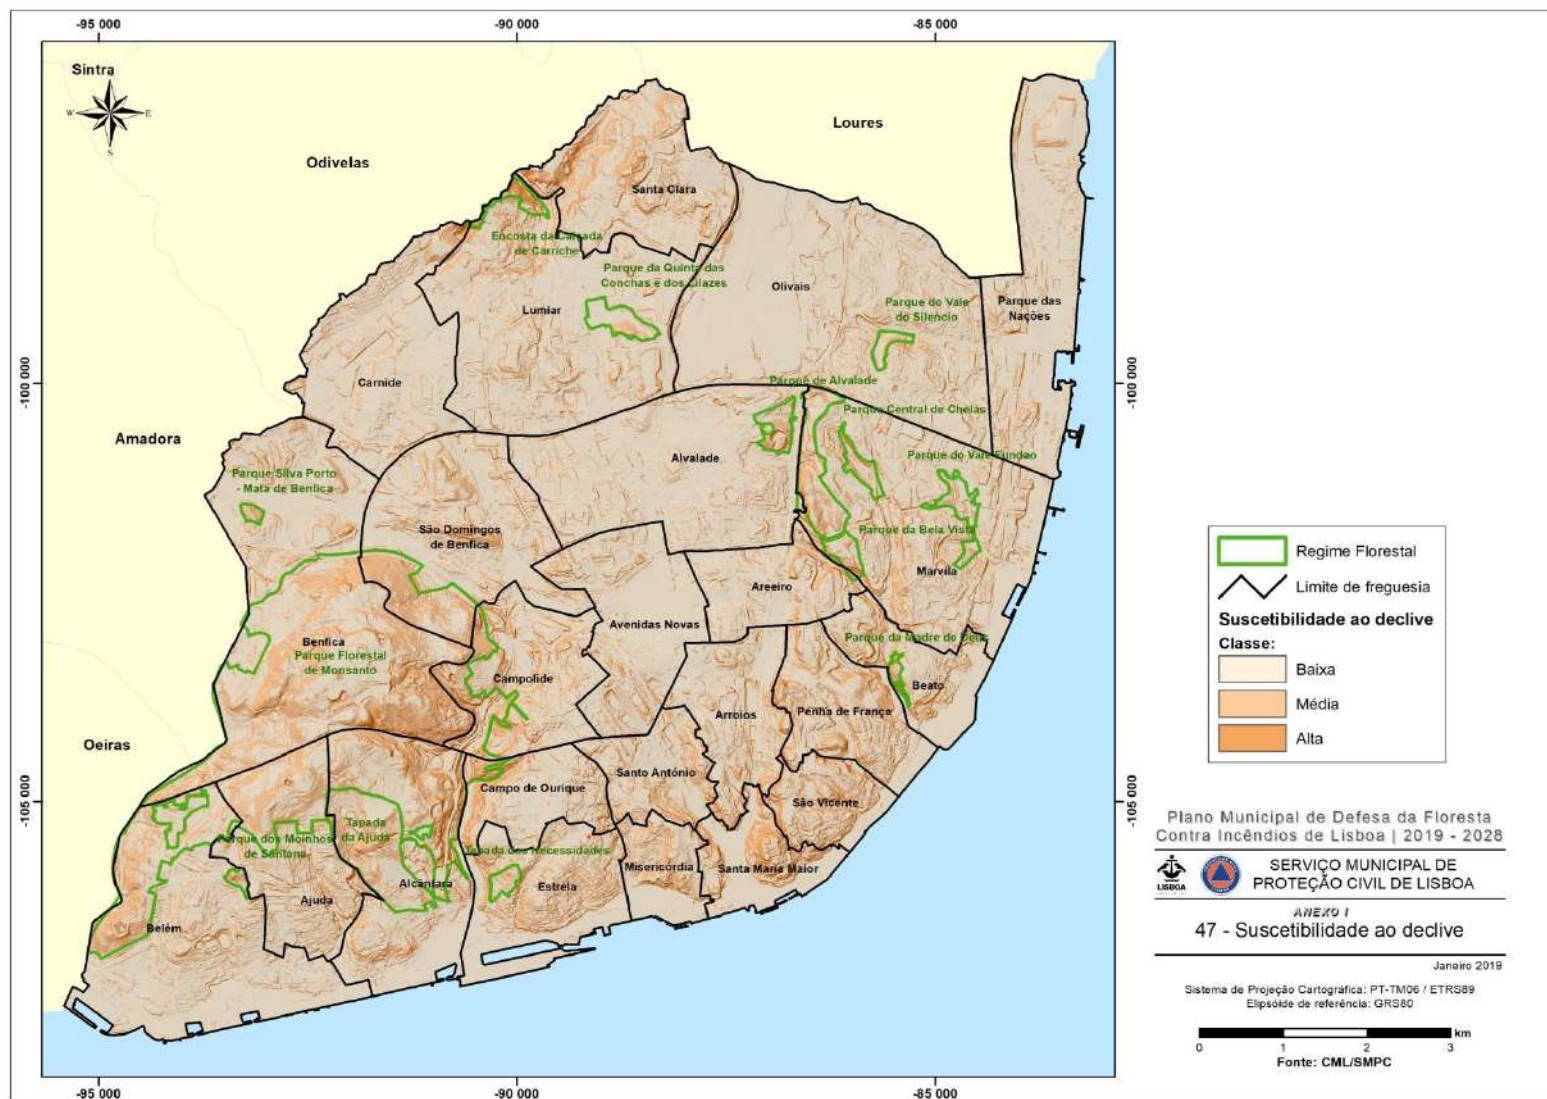 -95 000
-90 000
-85 000
Sintra
N
W
E
S
Loures
Odivelas
Santa Clara
Encosta da Calçada
de Carriche
Parque da Quinta das
Conchas e dos Lilazes
Olivais
Lumiar
Parque do Vale
do Silencio
Parque das
Nações
-100 000
-100 000
Carnide
Parque de Alvalade
Parque Central de Chelas
Amadora
Alvalade
Parque do Vale Fundao
Parque Silva Porto
- Mata de Benfica
São Domingos
de Benfica
Parque da Bela Vista
Marvila
Areeiro
Avenidas Novas
Benfica
Parque Florestal
de Monsanto
Parque da Madre de Deus
Campolide
Beato
Arroios
Penha de França
Oeiras
Santo António
Campo de Ourique
São Vicente
-105 000
-105 000
Tapada
da Ajuda
Parque dos Moinhos
de Santana
Tapada das Necessidades
Misericórdia
Santa Maria Maior
Alcântara
Estrela
Ajuda
Belém
-95 000
-90 000
-85 000
Regime Florestal
Limite de freguesia
Suscetibilidade ao declive
Classe:
Baixa
Média
Alta
Plano Municipal de Defesa da Floresta
Contra Incêndios de Lisboa | 2019 - 2028
LISBOA
SERVIÇO MUNICIPAL DE
PROTEÇÃO CIVIL DE LISBOA
ANEXO I
47 - Suscetibilidade ao declive
Janeiro 2019
Sistema de Projeção Cartográfica: PT-TM06 / ETRS89
Elipsóide de referência: GRS80
km
0 1 2 3
Fonte: CML/SMPC